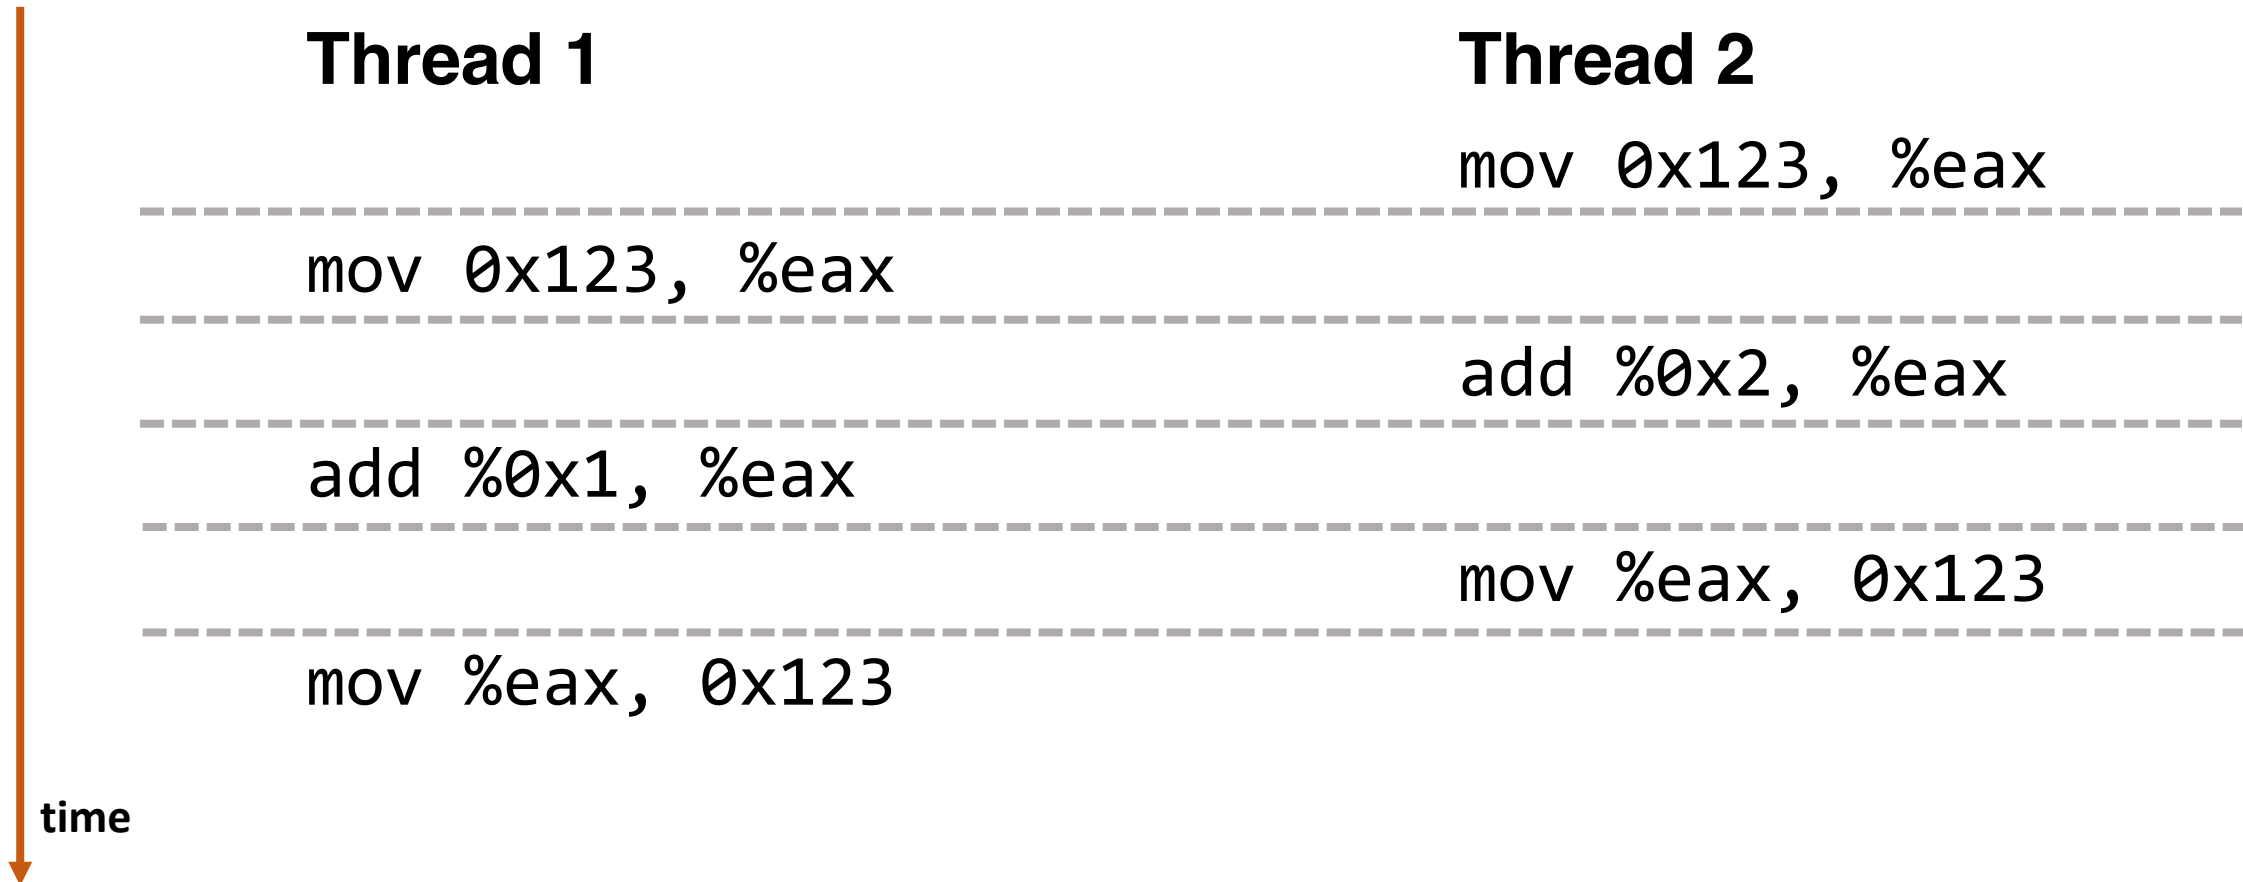 Thread 1 Thread 2
mov 0x123, %eax
mov 0x123, %eax
add %0x2, %eax
add %0x1, %eax
mov %eax, 0x123
mov %eax, 0x123
time